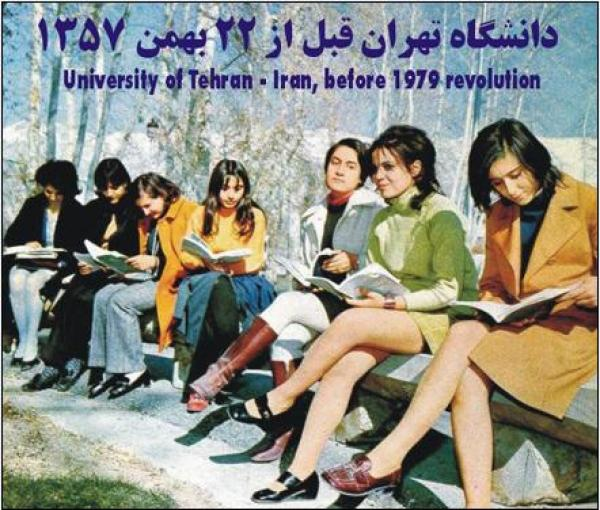 دانشگاه تهران قبل از ۲۲ بهمن ۱۳۵۷
University of Tehran - Iran, before 1979 revolution